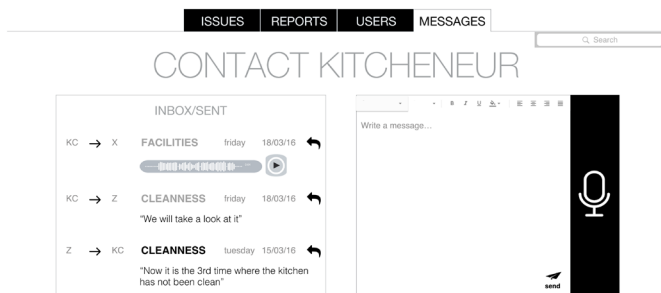 ISSUES REPORTS USERS MESSAGES
Search
CONTACT KITCHENEUR
INBOX/SENT
KC → X FACILITIES friday 18/03/16
KC → Z CLEANNESS friday 18/03/16
“We will take a look at it”
Z → KC CLEANNESS tuesday 15/03/16
“Now it is the 3rd time where the kitchen
has not been clean”
B I U A
Write a message...
send